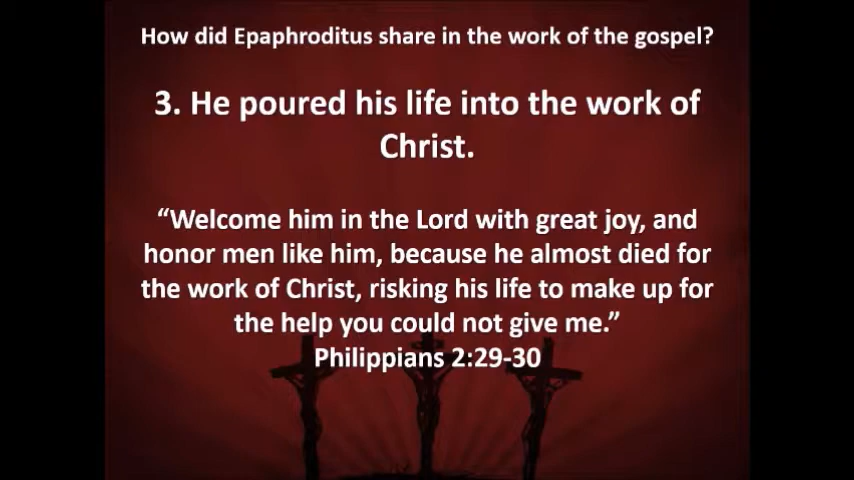 How did Epaphroditus share in the work of the gospel?
3. He poured his life into the work of
Christ.
“Welcome him in the Lord with great joy, and
honor men like him, because he almost died for
the work of Christ, risking his life to make up for
the help you could not give me.”
Philippians 2:29-30